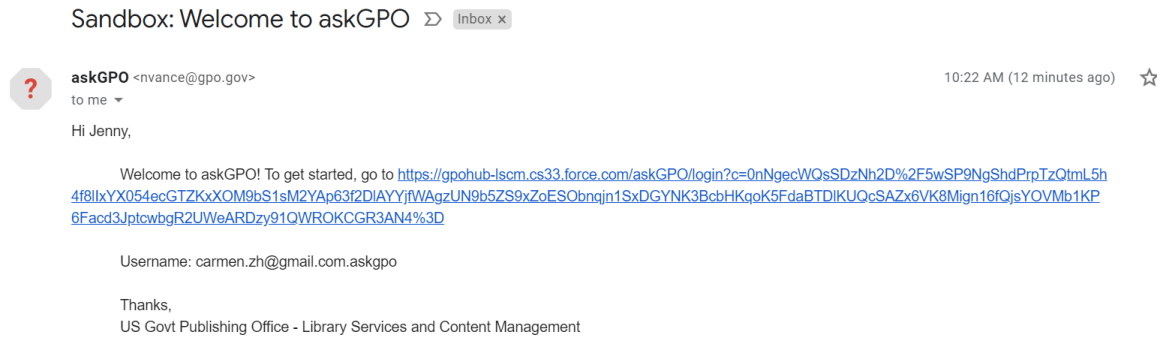 Sandbox: Welcome to askGPO Inbox x
askGPO <nvance@gpo.gov> 10:22 AM (12 minutes ago)
?
to me
Hi Jenny,
Welcome to askGPO! To get started, go to https://gpohub-lscm.cs33.force.com/askGPO/login?c=0nNgecWQsSDzNh2D%2F5wSP9NgShdPrpTzQtmL5h
4f8lIxYX054ecGTZKxXOM9bS1sM2YAp63f2DlAYYjfWAgzUN9b5ZS9xZoESObnqjn1SxDGYNK3BcbHKqoK5FdaBTDlKUQcSAZx6VK8Mign16fQjsYOVMb1KP
6Facd3JptcwbgR2UWeARDzy91QWROKCGR3AN4%3D
Username: carmen.zh@gmail.com.askgpo
Thanks,
US Govt Publishing Office - Library Services and Content Management